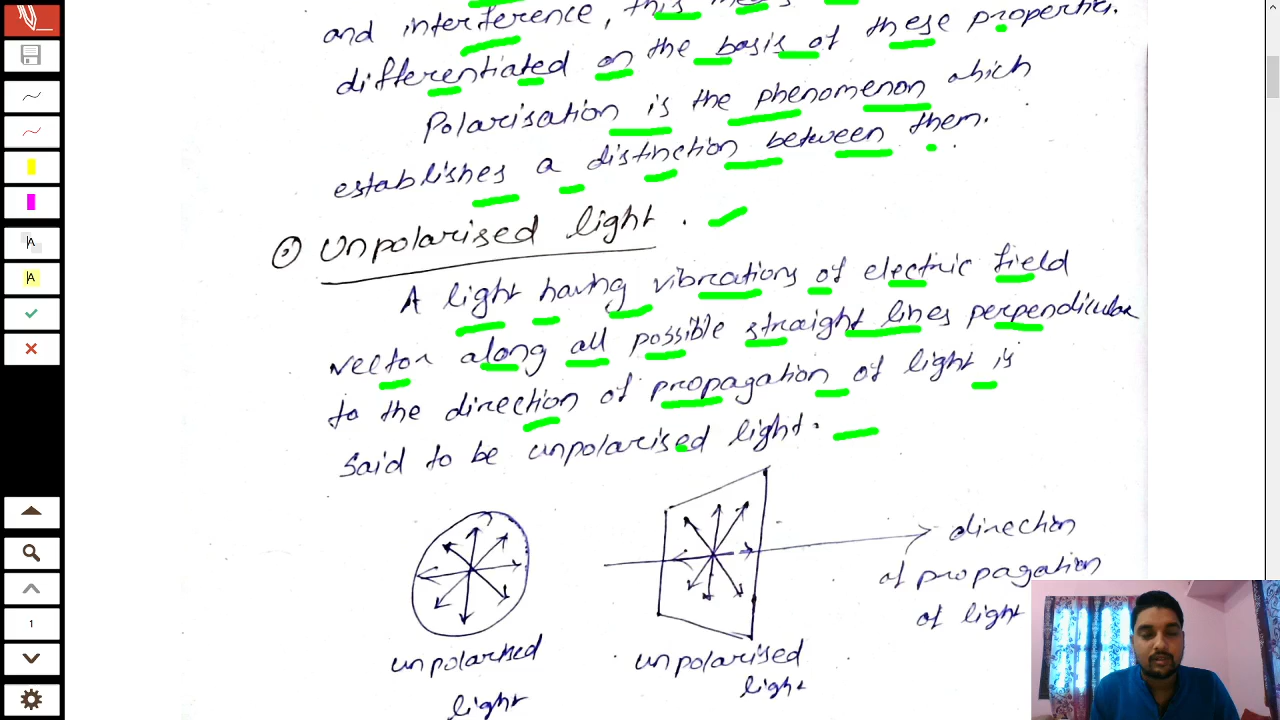 and interference, this
differentiated on the basis of these properties.
Polarisation is the phenomenon which
establishes a distinction between them.
Unpolarised light.
A light having vibrations of electric field
vector along all possible straight lines perpendicular
to the direction of propagation of light is
said to be unpolarised light.
direction
of propagation
of light
unpolarised
light
unpolarised
light
A
A
1